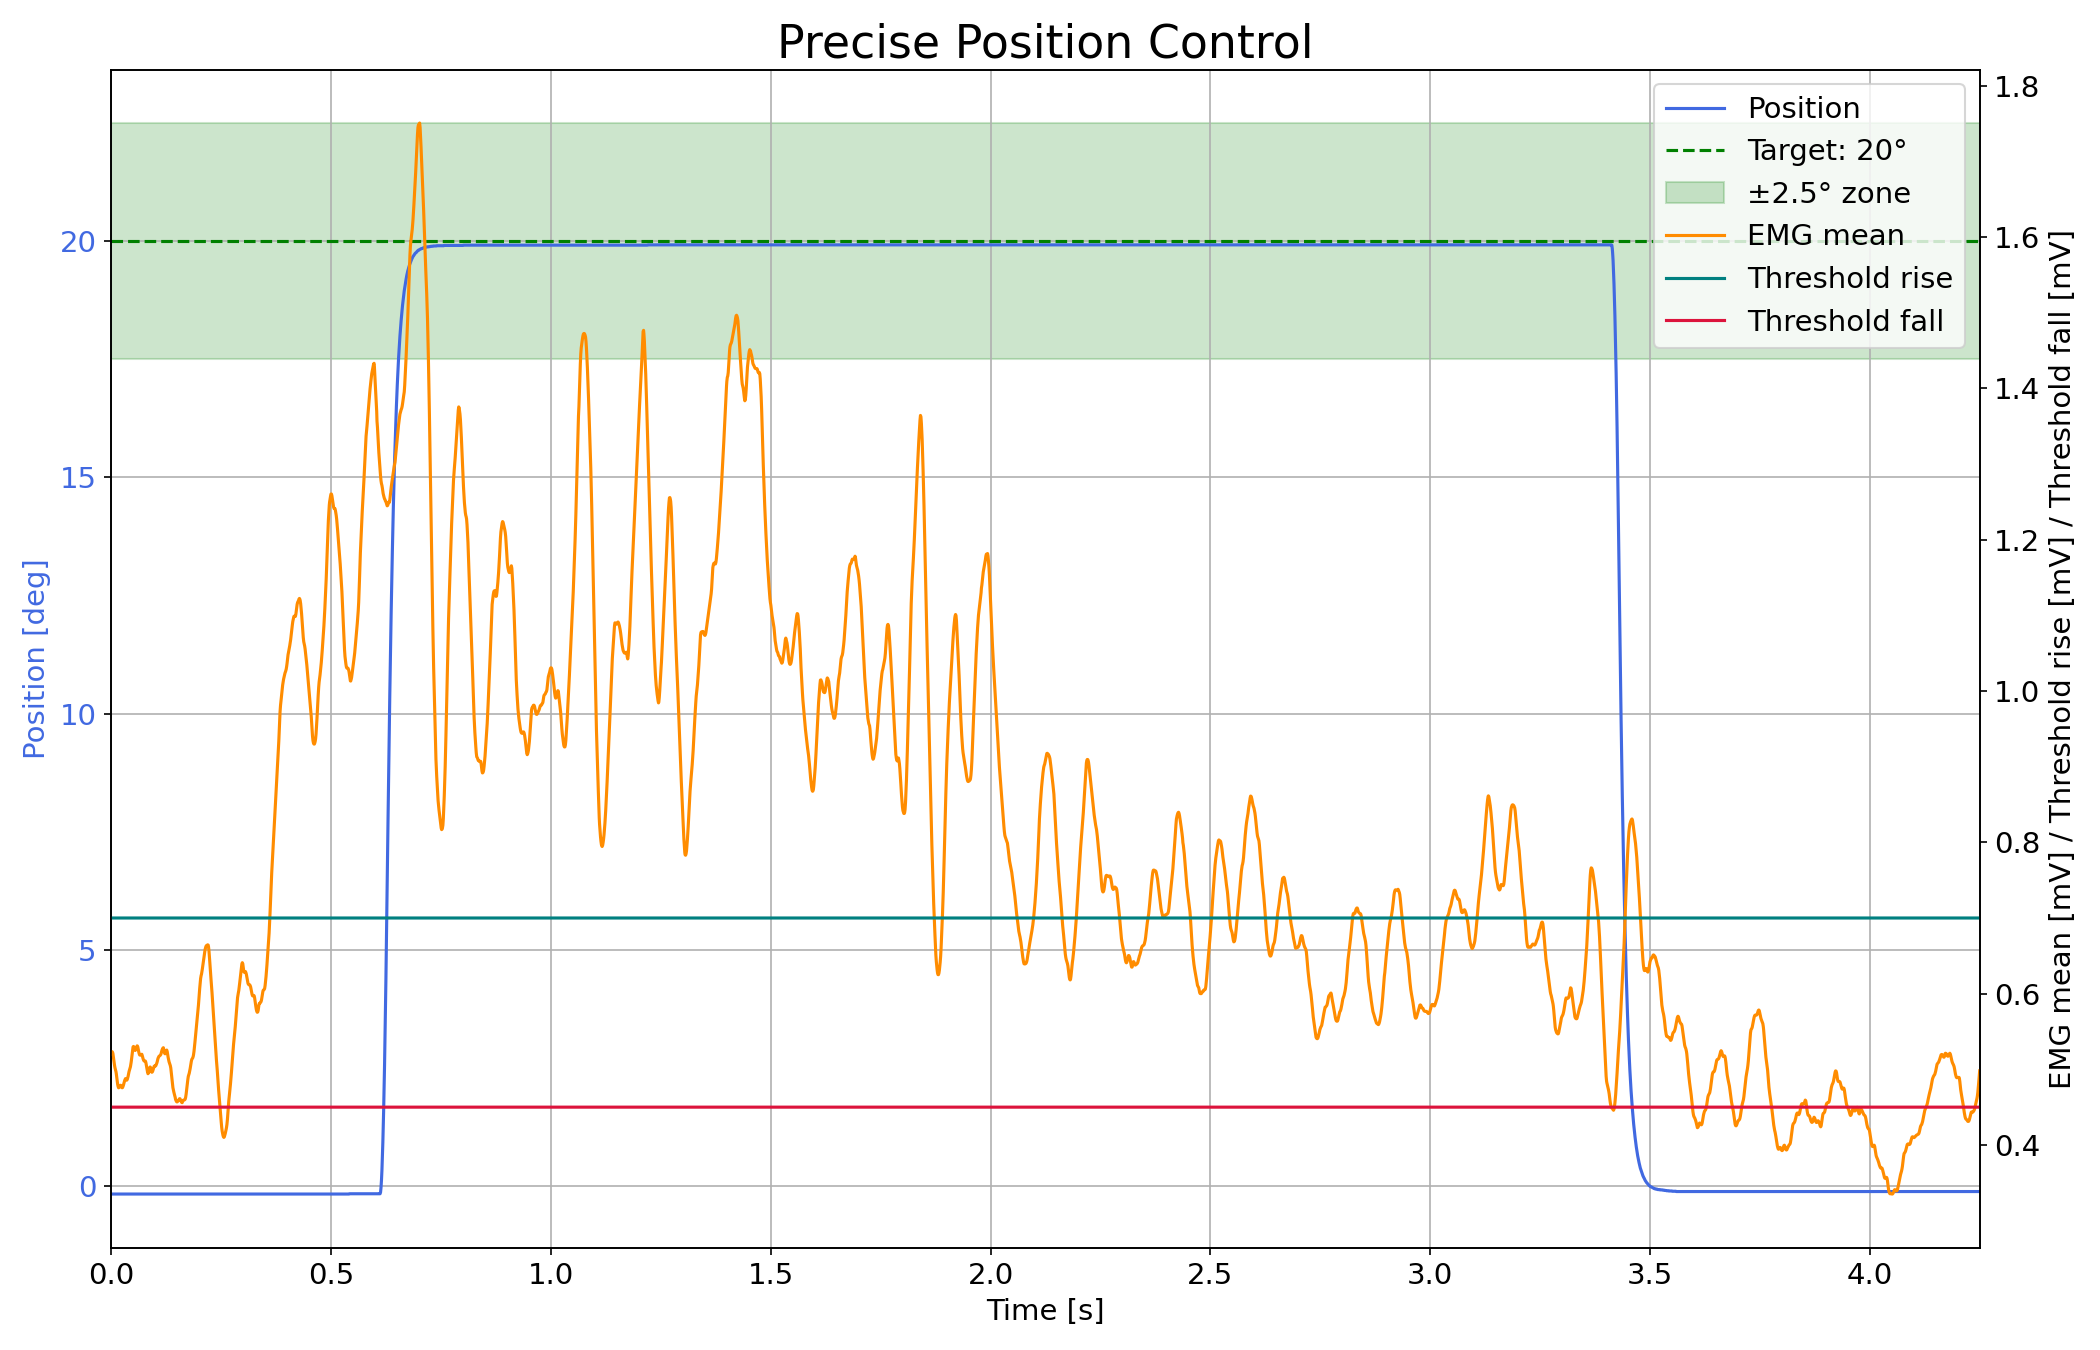 Precise Position Control
Position [deg]
20
15
10
5
0
0.0 0.5 1.0 1.5 2.0 2.5 3.0 3.5 4.0
Time [s]
1.8
1.6
1.4
1.2
1.0
0.8
0.6
0.4
EMG mean [mV] / Threshold rise [mV] / Threshold fall [mV]
Position
Target: 20°
±2.5° zone
EMG mean
Threshold rise
Threshold fall